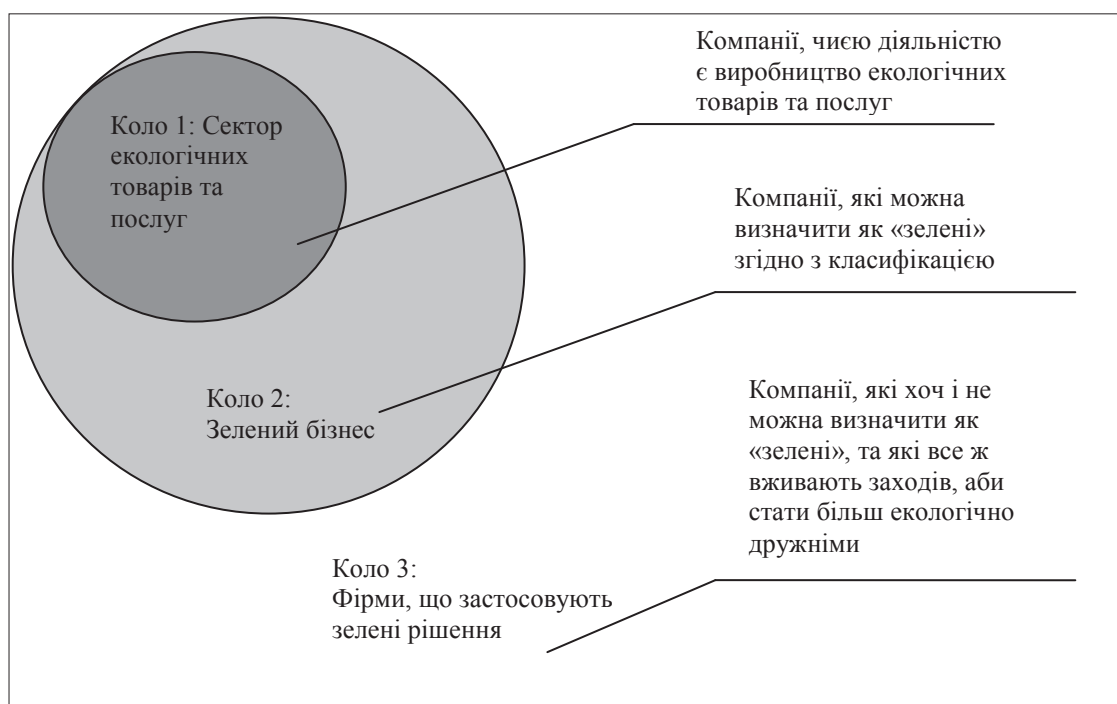 Компанії, чиєю діяльністю
є виробництво екологічних
товарів та послуг
Коло 1: Сектор
екологічних
товарів та
послуг
Компанії, які можна
визначити як «зелені»
згідно з класифікацією
Коло 2:
Зелений бізнес
Компанії, які хоч і не
можна визначити як
«зелені», та які все ж
вживають заходів, аби
стати більш екологічно
дружніми
Коло 3:
Фірми, що застосовують
зелені рішення